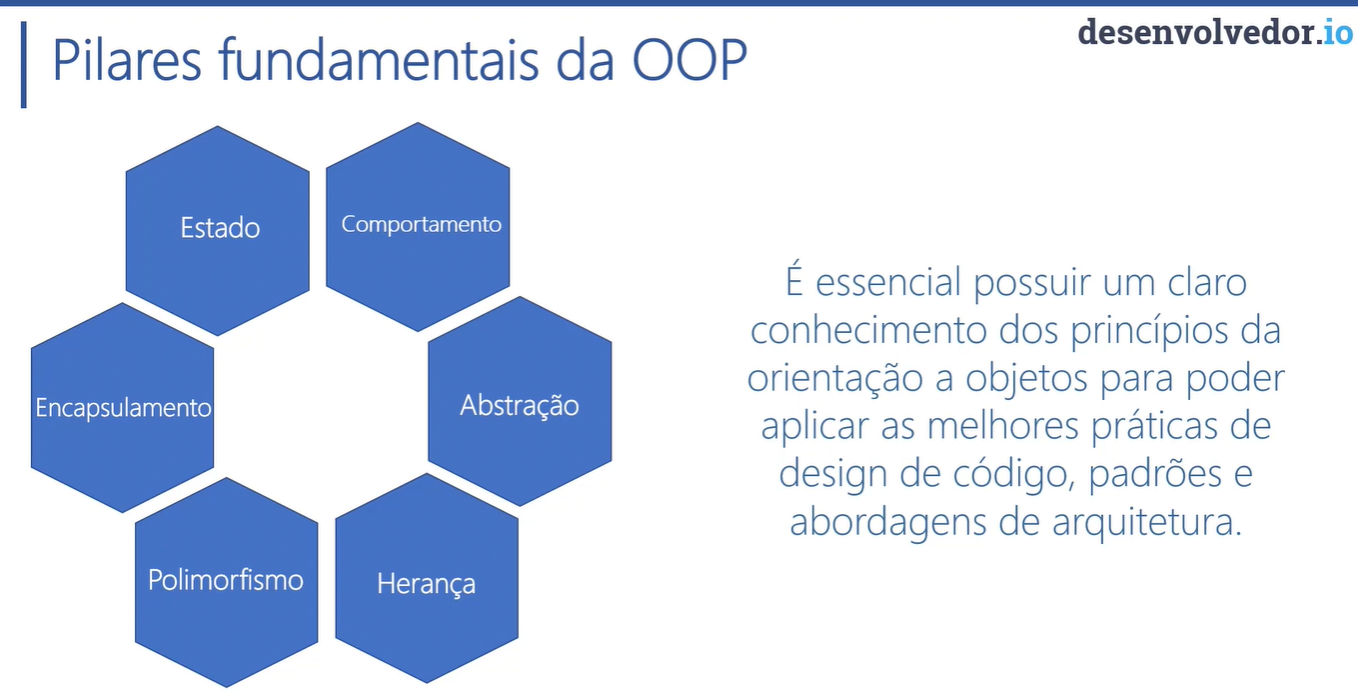 desenvolvedor.io
Pilares fundamentais da OOP
Estado
Comportamento
Encapsulamento
Abstração
Polimorfismo
Herança
É essencial possuir um claro
conhecimento dos princípios da
orientação a objetos para poder
aplicar as melhores práticas de
design de código, padrões e
abordagens de arquitetura.